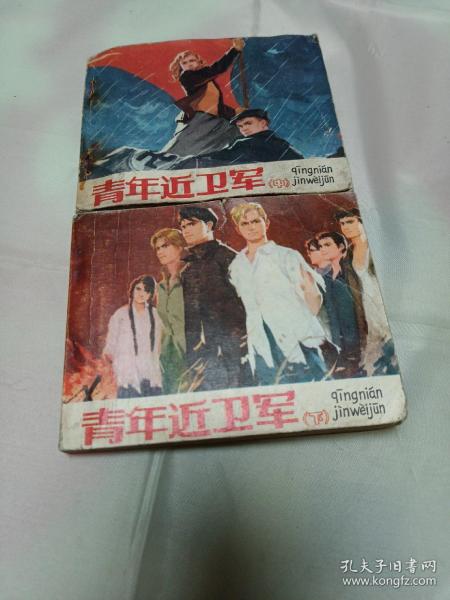 青年近卫军(中)
qīngnián
jìnwèijūn
青年近卫军(下)
qīngnián
jìnwèijūn
孔夫子旧书网
www.kongfz.com